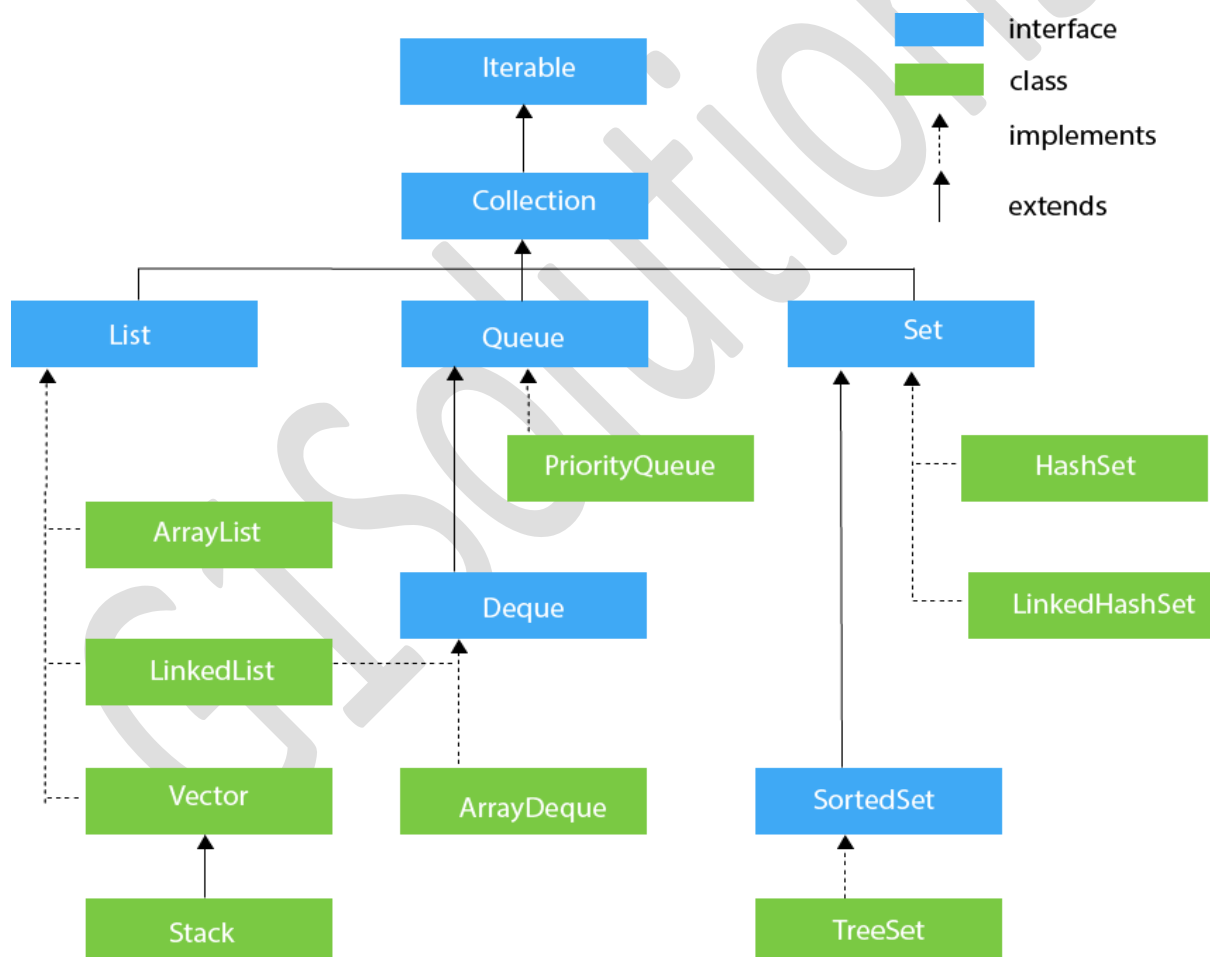 interface
class
implements
extends
Iterable
Collection
List
Queue
Set
PriorityQueue
HashSet
ArrayList
Deque
LinkedHashSet
LinkedList
Vector
ArrayDeque
SortedSet
Stack
TreeSet
GTSolution